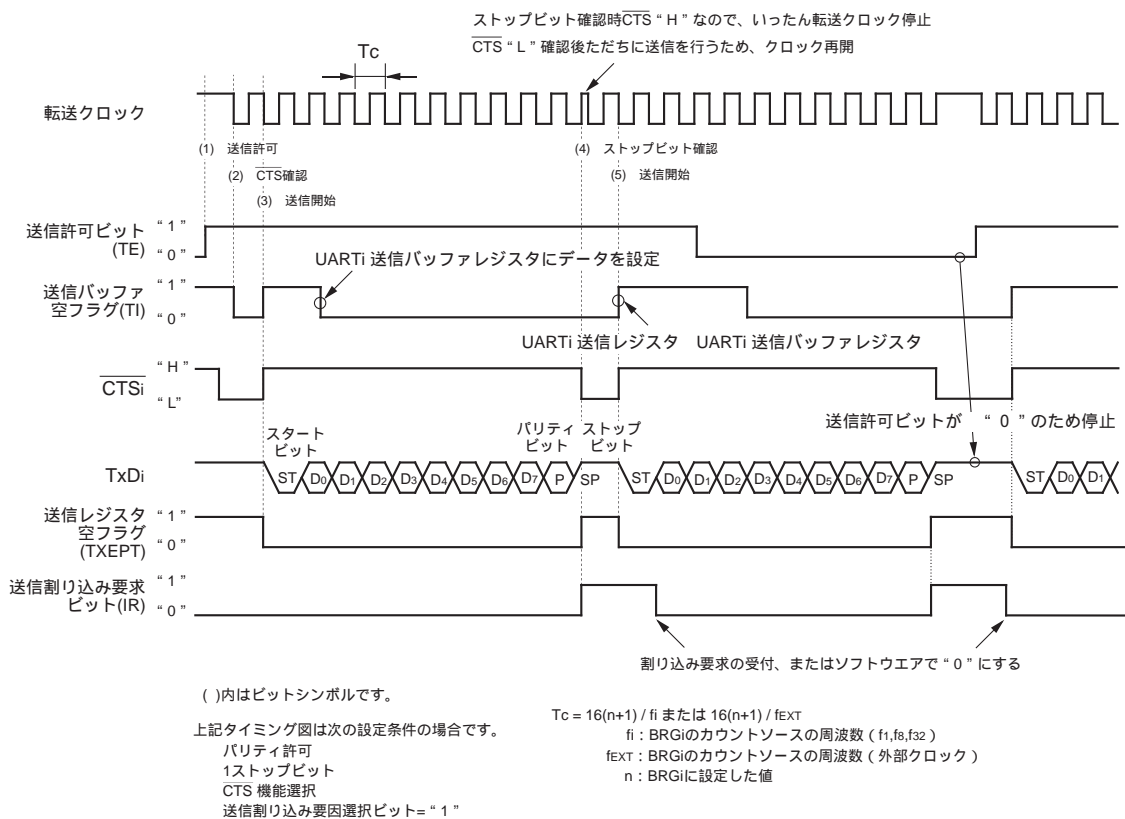 ストップビット確認時CTS “ H ” なので、いったん転送クロック停止
CTS “ L ” 確認後ただちに送信を行うため、クロック再開
Tc
転送クロック
(1) 送信許可
(2) CTS確認
(3) 送信開始
(4) ストップビット確認
(5) 送信開始
送信許可ビット
(TE)
“ 1 ”
“ 0 ”
UARTi 送信バッファレジスタにデータを設定
送信バッファ
空フラグ(TI)
“ 1 ”
“ 0 ”
UARTi 送信レジスタ UARTi 送信バッファレジスタ
CTSi
“ H ”
“ L”
送信許可ビットが “ 0 ” のため停止
スタート
ビット
パリティ
ビット
ストップ
ビット
TxDi
ST D0 D1 D2 D3 D4 D5 D6 D7 P SP ST D0 D1 D2 D3 D4 D5 D6 D7 P SP ST D0 D1
送信レジスタ
空フラグ
(TXEPT)
“ 1 ”
“ 0 ”
送信割り込み要求
ビット(IR)
“ 1 ”
“ 0 ”
割り込み要求の受付、またはソフトウエアで “ 0 ” にする
( )内はビットシンボルです。
上記タイミング図は次の設定条件の場合です。
パリティ許可
1ストップビット
CTS 機能選択
送信割り込み要因選択ビット= “ 1 ”
Tc = 16(n+1) / fi または 16(n+1) / fEXT
fi : BRGiのカウントソースの周波数 ( f1,f8,f32 )
fEXT : BRGiのカウントソースの周波数 ( 外部クロック )
n : BRGiに設定した値